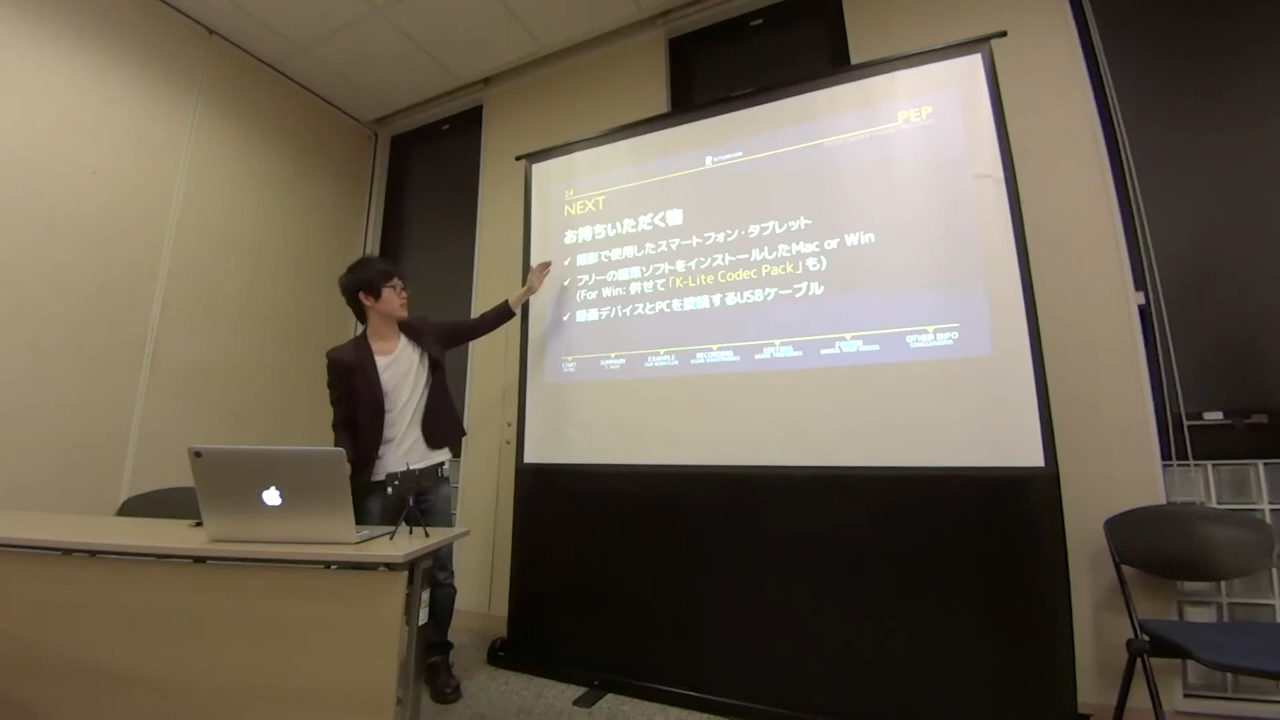 PEP
24
NEXT
お持ちいただく物
✓ 撮影で使用したスマートフォン・タブレット
✓ フリーの編集ソフトをインストールしたMac or Win
(For Win: 併せて「K-Lite Codec Pack」も)
✓ 録画デバイスとPCを接続するUSBケーブル
START
SUMMARY
EXAMPLE
RECORDING
EDITING
OTHER INFO